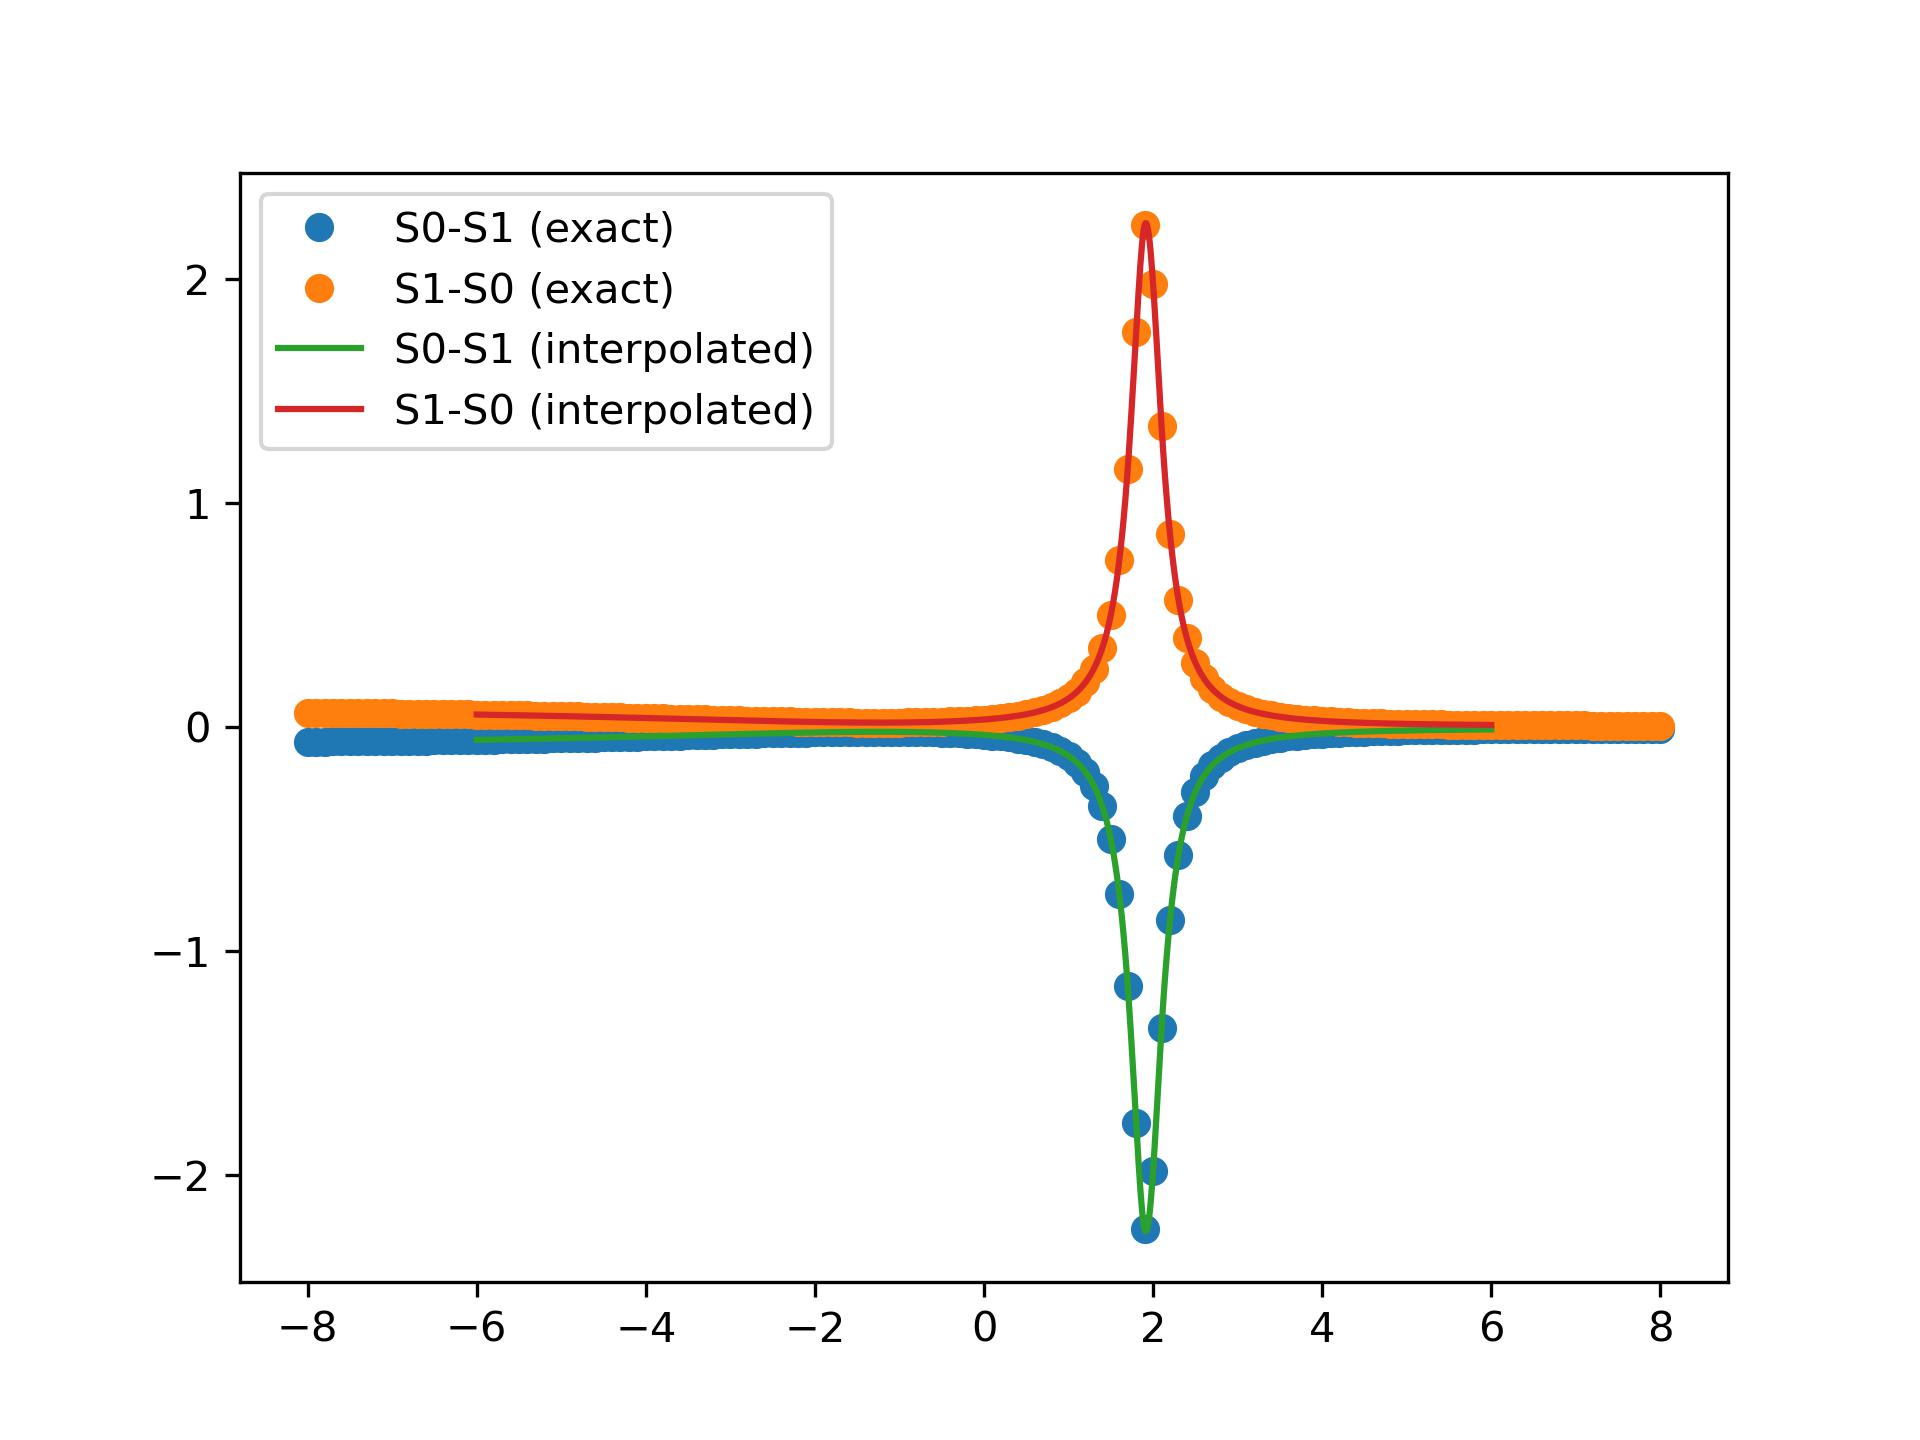 S0-S1 (exact)
S1-S0 (exact)
S0-S1 (interpolated)
S1-S0 (interpolated)
2
1
0
−1
−2
−8 −6 −4 −2 0 2 4 6 8